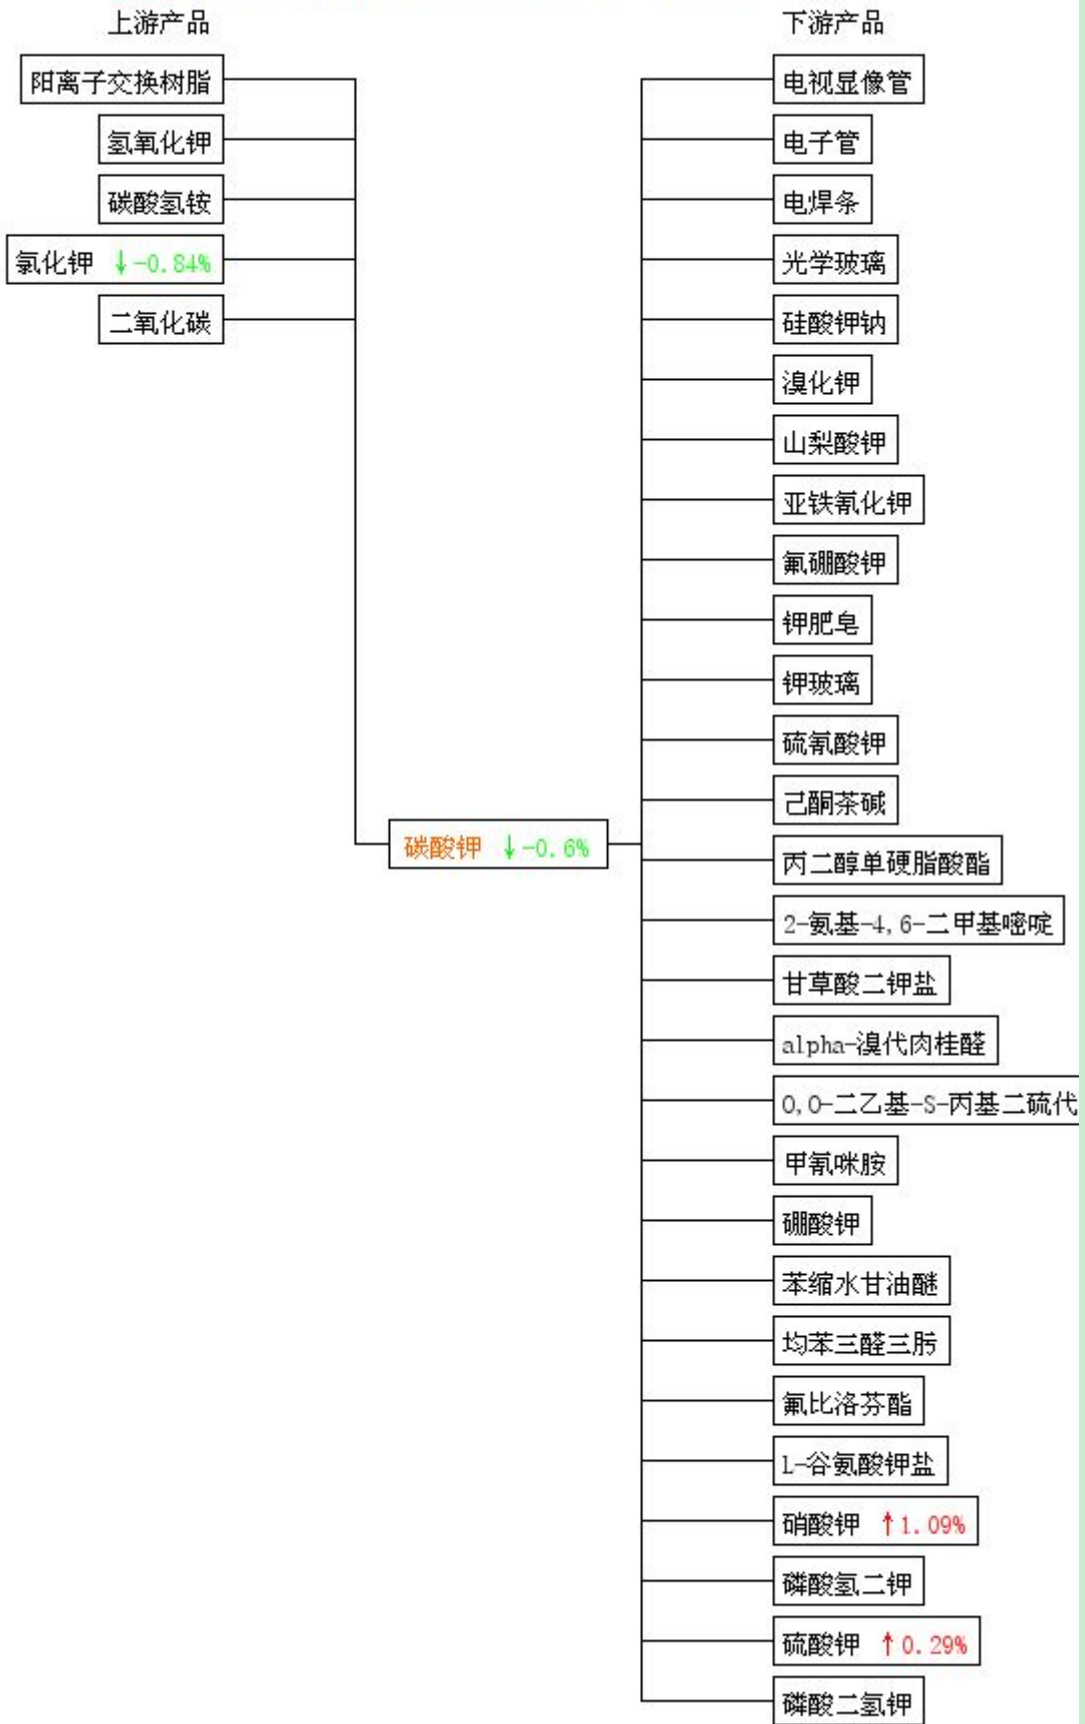 上游产品
下游产品
阳离子交换树脂
氢氧化钾
碳酸氢铵
氯化钾 ↓-0.84%
二氧化碳
碳酸钾 ↓-0.6%
电视显像管
电子管
电焊条
光学玻璃
硅酸钾钠
溴化钾
山梨酸钾
亚铁氰化钾
氟硼酸钾
钾肥皂
钾玻璃
硫氰酸钾
己酮茶碱
丙二醇单硬脂酸酯
2-氨基-4,6-二甲基嘧啶
甘草酸二钾盐
alpha-溴代肉桂醛
O,O-二乙基-S-丙基二硫代
甲氰咪胺
硼酸钾
苯缩水甘油醚
均苯三醛三肟
氟比洛芬酯
L-谷氨酸钾盐
硝酸钾 ↑1.09%
磷酸氢二钾
硫酸钾 ↑0.29%
磷酸二氢钾